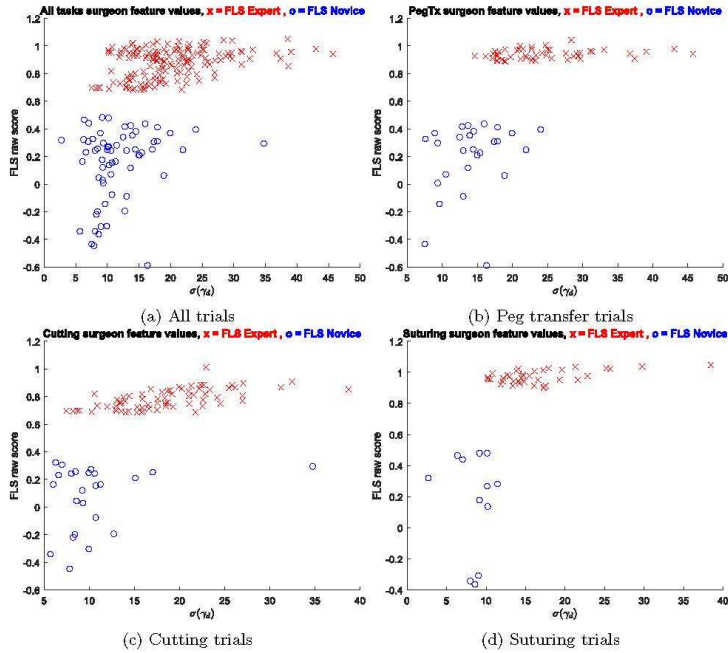 All tasks surgeon feature values, x = FLS Expert , o = FLS Novice
1.2
1
0.8
0.6
0.4
0.2
0
-0.2
-0.4
-0.6
FLS raw score
0 5 10 15 20 25 30 35 40 45 50
σ(γd)
(a) All trials
PegTx surgeon feature values, x = FLS Expert , o = FLS Novice
1.2
1
0.8
0.6
0.4
0.2
0
-0.2
-0.4
-0.6
FLS raw score
5 10 15 20 25 30 35 40 45 50
σ(γd)
(b) Peg transfer trials
Cutting surgeon feature values, x = FLS Expert , o = FLS Novice
1.2
1
0.8
0.6
0.4
0.2
0
-0.2
-0.4
-0.6
FLS raw score
5 10 15 20 25 30 35 40
σ(γd)
(c) Cutting trials
Suturing surgeon feature values, x = FLS Expert , o = FLS Novice
1.2
1
0.8
0.6
0.4
0.2
0
-0.2
-0.4
FLS raw score
0 5 10 15 20 25 30 35 40
σ(γd)
(d) Suturing trials